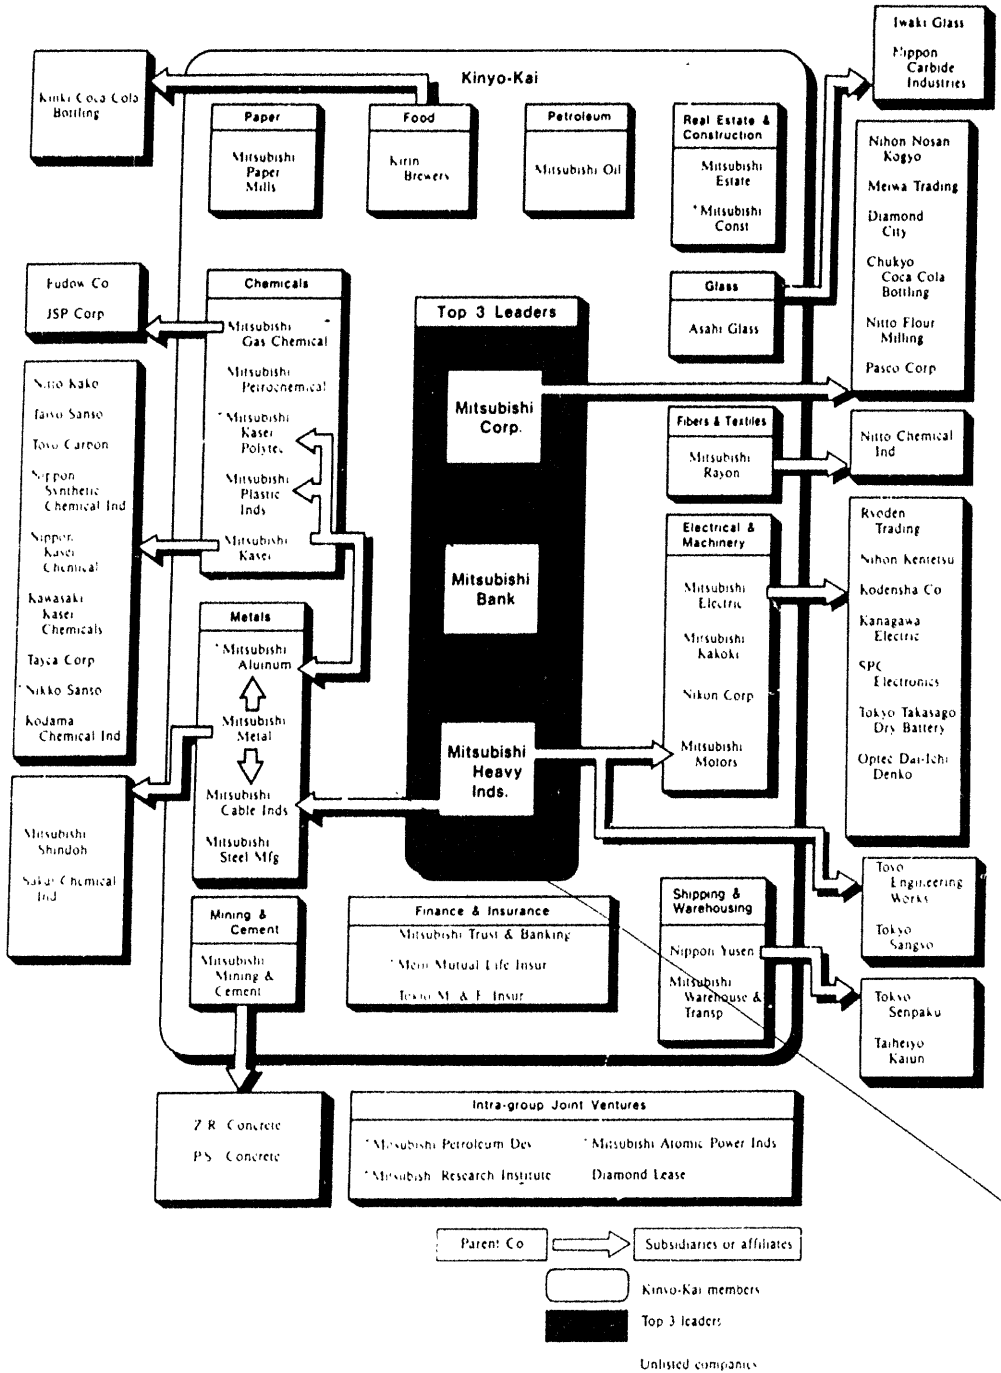 Kinyo-Kai
Kinki Coca Cola
Bottling
Paper
Mitsubishi
Paper
Mills
Food
Kirin
Brewers
Petroleum
Mitsubishi Oil
Real Estate &
Construction
Mitsubishi
Estate
*Mitsubishi
Const
Iwaki Glass
Nippon
Carbide
Industries
Nihon Nosan
Kogyo
Meiwa Trading
Diamond
City
Chukyo
Coca Cola
Bottling
Nitto Flour
Milling
Pasco Corp
Fudow Co
JSP Corp
Chemicals
Mitsubishi
Gas Chemical
Mitsubishi
Petrochemical
*Mitsubishi
Kasei
Polytec
Mitsubishi
Plastic
Inds
Mitsubishi
Kasei
Top 3 Leaders
Mitsubishi
Corp.
Mitsubishi
Bank
Mitsubishi
Heavy
Inds.
Glass
Asahi Glass
Fibers & Textiles
Mitsubishi
Rayon
Nitto Chemical
Ind
Nitto Kako
Taiyo Sanso
Toyo Carbon
Nippon
Synthetic
Chemical Ind
Nippon
Kasei
Chemical
Kawasaki
Kasei
Chemicals
Tayca Corp
*Nikko Sanso
Kodama
Chemical Ind
Electrical &
Machinery
Mitsubishi
Electric
Mitsubishi
Kakoki
Nikon Corp
Mitsubishi
Motors
Ryoden
Trading
Nihon Kentetsu
Kodensha Co
Kanagawa
Electric
SPC
Electronics
Tokyo Takasago
Dry Battery
Optec Dai-Ichi
Denko
Metals
*Mitsubishi
Aluinum
Mitsubishi
Metal
Mitsubishi
Cable Inds
Mitsubishi
Steel Mfg
Mitsubishi
Shindoh
Sakai Chemical
Ind
Toyo
Engineering
Works
Tokyo
Sangyo
Mining &
Cement
Mitsubishi
Mining &
Cement
Finance & Insurance
Mitsubishi Trust & Banking
*Meiji Mutual Life Insur
Tokio M. & F. Insur
Shipping &
Warehousing
Nippon Yusen
Mitsubishi
Warehouse &
Transp
Tokyo
Senpaku
Taiheiyo
Kaiun
Z.R. Concrete
P.S. Concrete
Intra-group Joint Ventures
*Mitsubishi Petroleum Dev
*Mitsubishi Atomic Power Inds
*Mitsubishi Research Institute
Diamond Lease
Parent Co
Subsidiaries or affiliates
Kinyo-Kai members
Top 3 leaders
Unlisted companies